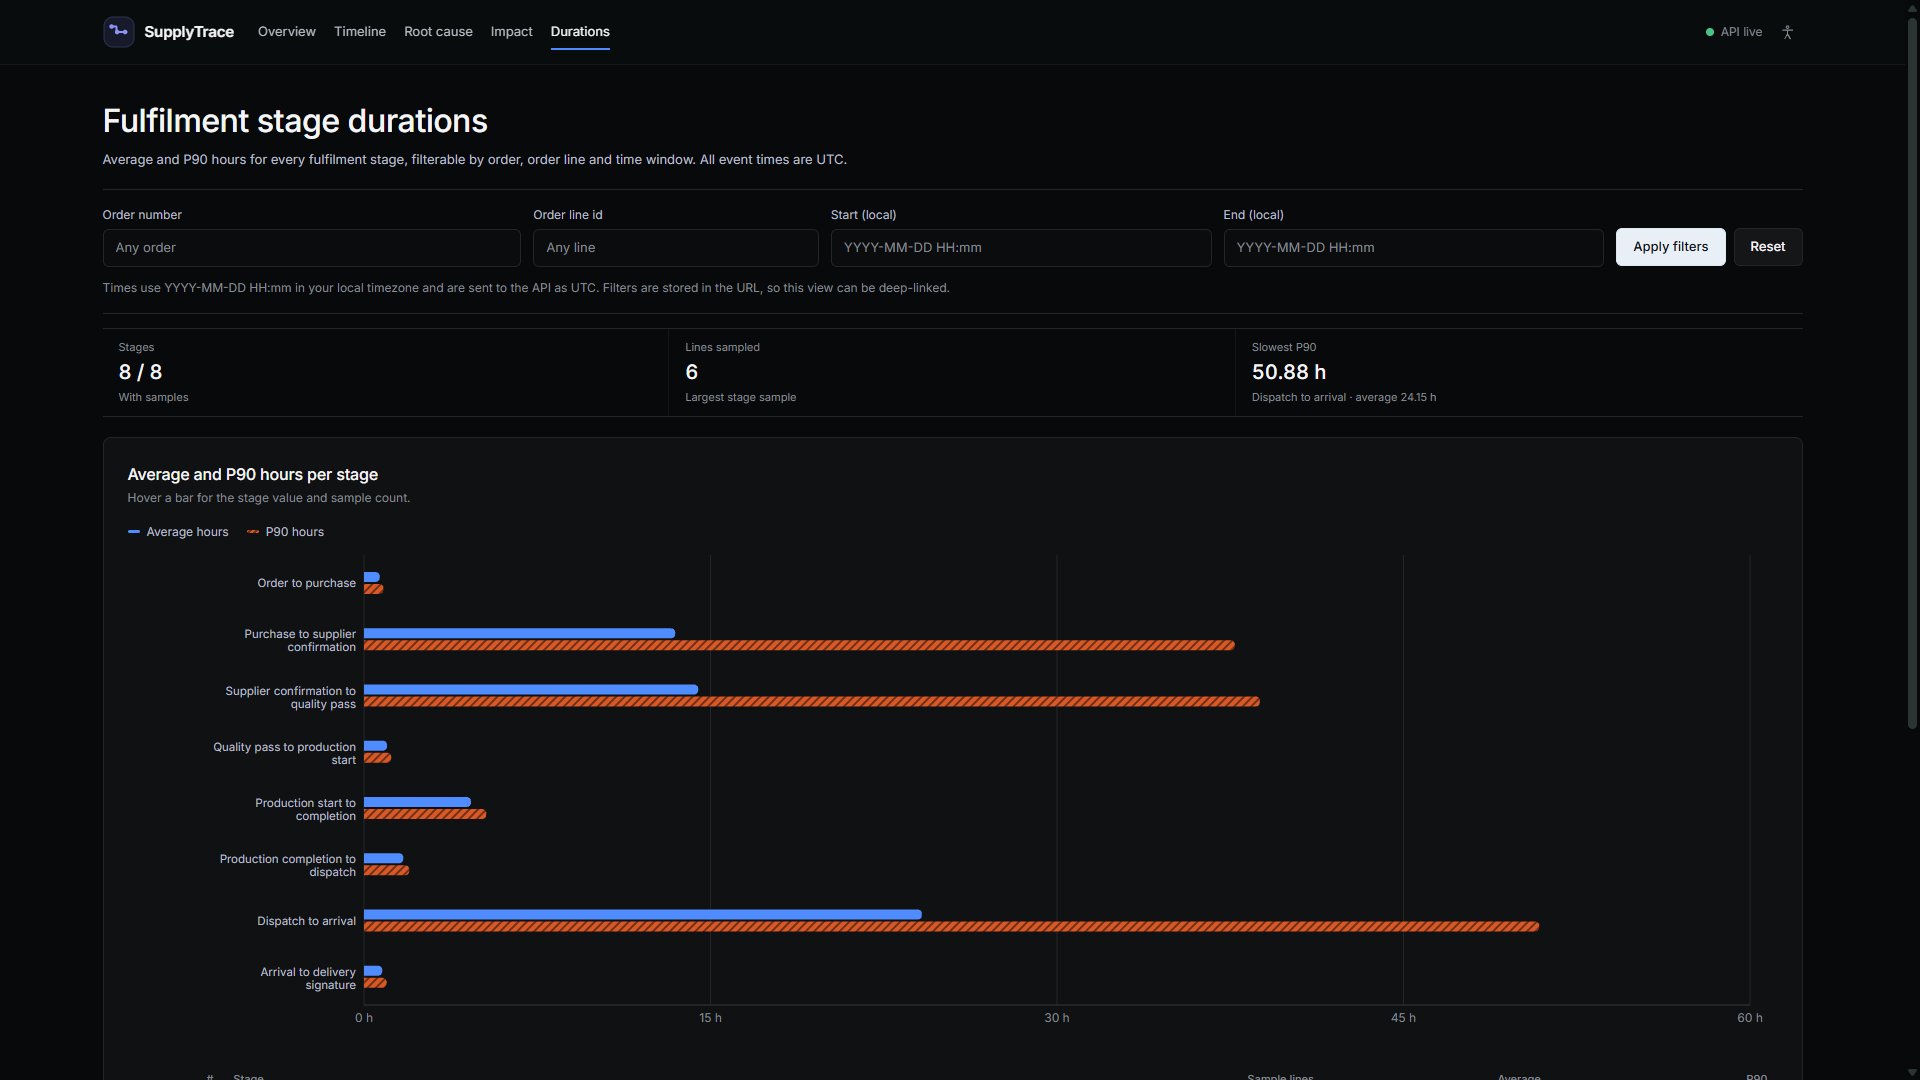 SupplyTrace
Overview
Timeline
Root cause
Impact
Durations
API live
Fulfilment stage durations
Average and P90 hours for every fulfilment stage, filterable by order, order line and time window. All event times are UTC.
Order number
Order line id
Start (local)
End (local)
Any order
Any line
YYYY-MM-DD HH:mm
YYYY-MM-DD HH:mm
Apply filters
Reset
Times use YYYY-MM-DD HH:mm in your local timezone and are sent to the API as UTC. Filters are stored in the URL, so this view can be deep-linked.
Stages
8 / 8
With samples
Lines sampled
6
Largest stage sample
Slowest P90
50.88 h
Dispatch to arrival · average 24.15 h
Average and P90 hours per stage
Hover a bar for the stage value and sample count.
Average hours
P90 hours
Order to purchase
Purchase to supplier
confirmation
Supplier confirmation to
quality pass
Quality pass to production
start
Production start to
completion
Production completion to
dispatch
Dispatch to arrival
Arrival to delivery
signature
0 h
15 h
30 h
45 h
60 h
# Stage Sample lines Average P90